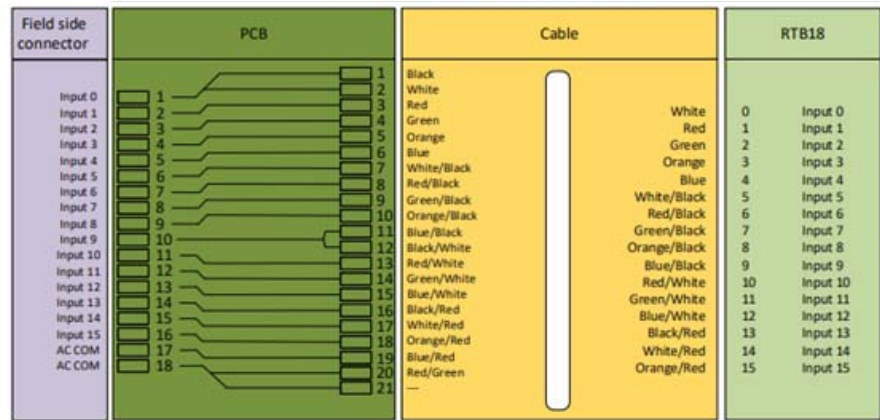 Field side connector
PCB
Cable
RTB18
Input 0
Input 1
Input 2
Input 3
Input 4
Input 5
Input 6
Input 7
Input 8
Input 9
Input 10
Input 11
Input 12
Input 13
Input 14
Input 15
AC COM
AC COM
1
2
3
4
5
6
7
8
9
10
11
12
13
14
15
16
17
18
1
2
3
4
5
6
7
8
9
10
11
12
13
14
15
16
17
18
19
20
21
Black
White
Red
Green
Orange
Blue
White/Black
Red/Black
Green/Black
Orange/Black
Blue/Black
Black/White
Red/White
Green/White
Blue/White
Black/Red
White/Red
Orange/Red
Blue/Red
Red/Green
---
White 0 Input 0
Red 1 Input 1
Green 2 Input 2
Orange 3 Input 3
Blue 4 Input 4
White/Black 5 Input 5
Red/Black 6 Input 6
Green/Black 7 Input 7
Orange/Black 8 Input 8
Blue/Black 9 Input 9
Red/White 10 Input 10
Green/White 11 Input 11
Blue/White 12 Input 12
Black/Red 13 Input 13
White/Red 14 Input 14
Orange/Red 15 Input 15